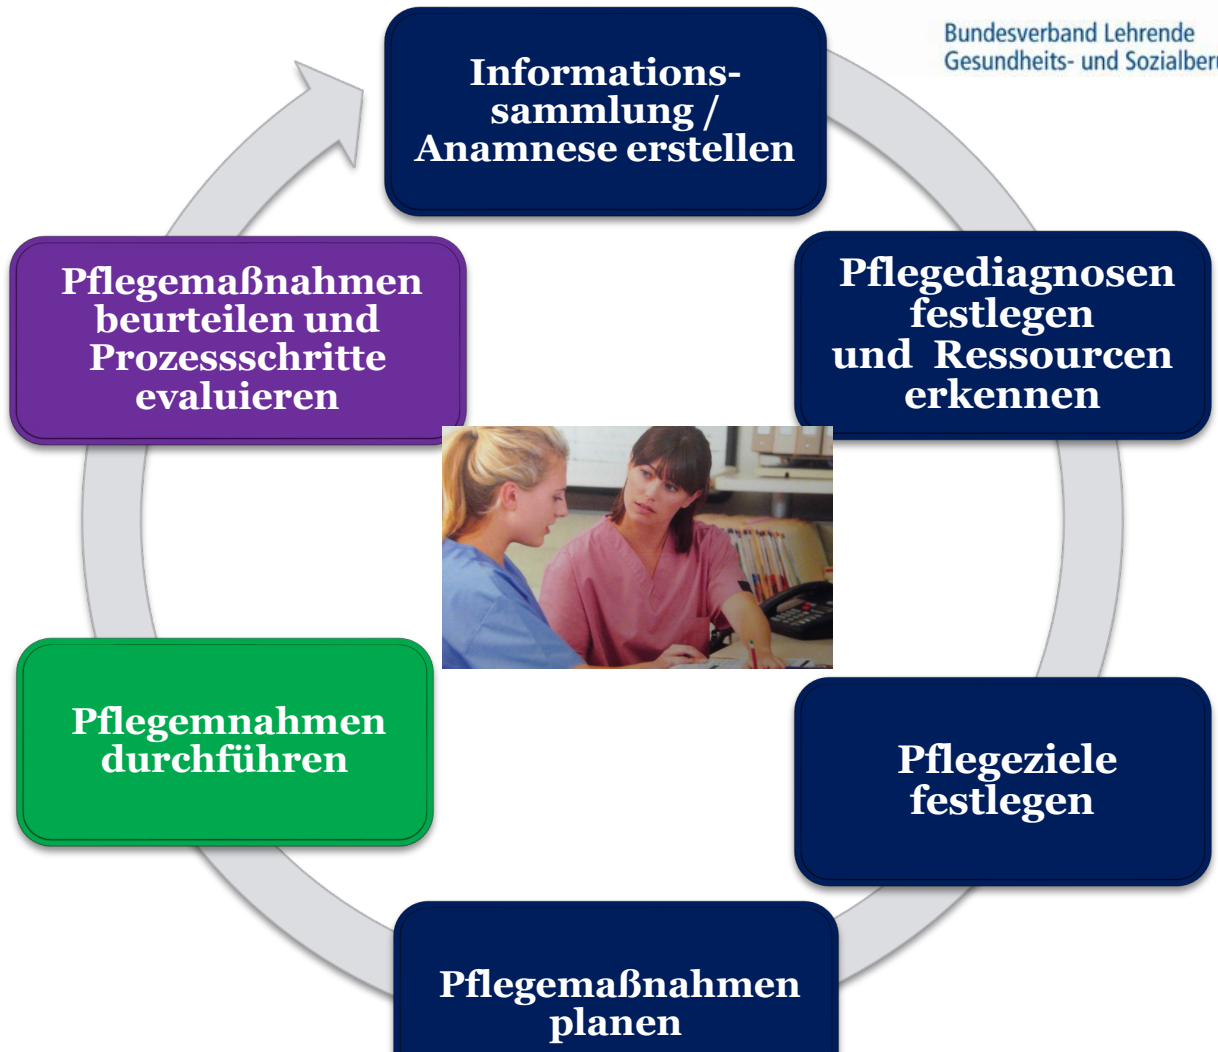 Bundesverband Lehrende
Gesundheits- und
Informations-
sammlung /
Anamnese erstellen
Pflegediagnosen
festlegen
und Ressourcen
erkennen
Pflegeziele
festlegen
Pflegemaßnahmen
planen
Pflegemnahmen
durchführen
Pflegemaßnahmen
beurteilen und
Prozessschritte
evaluieren